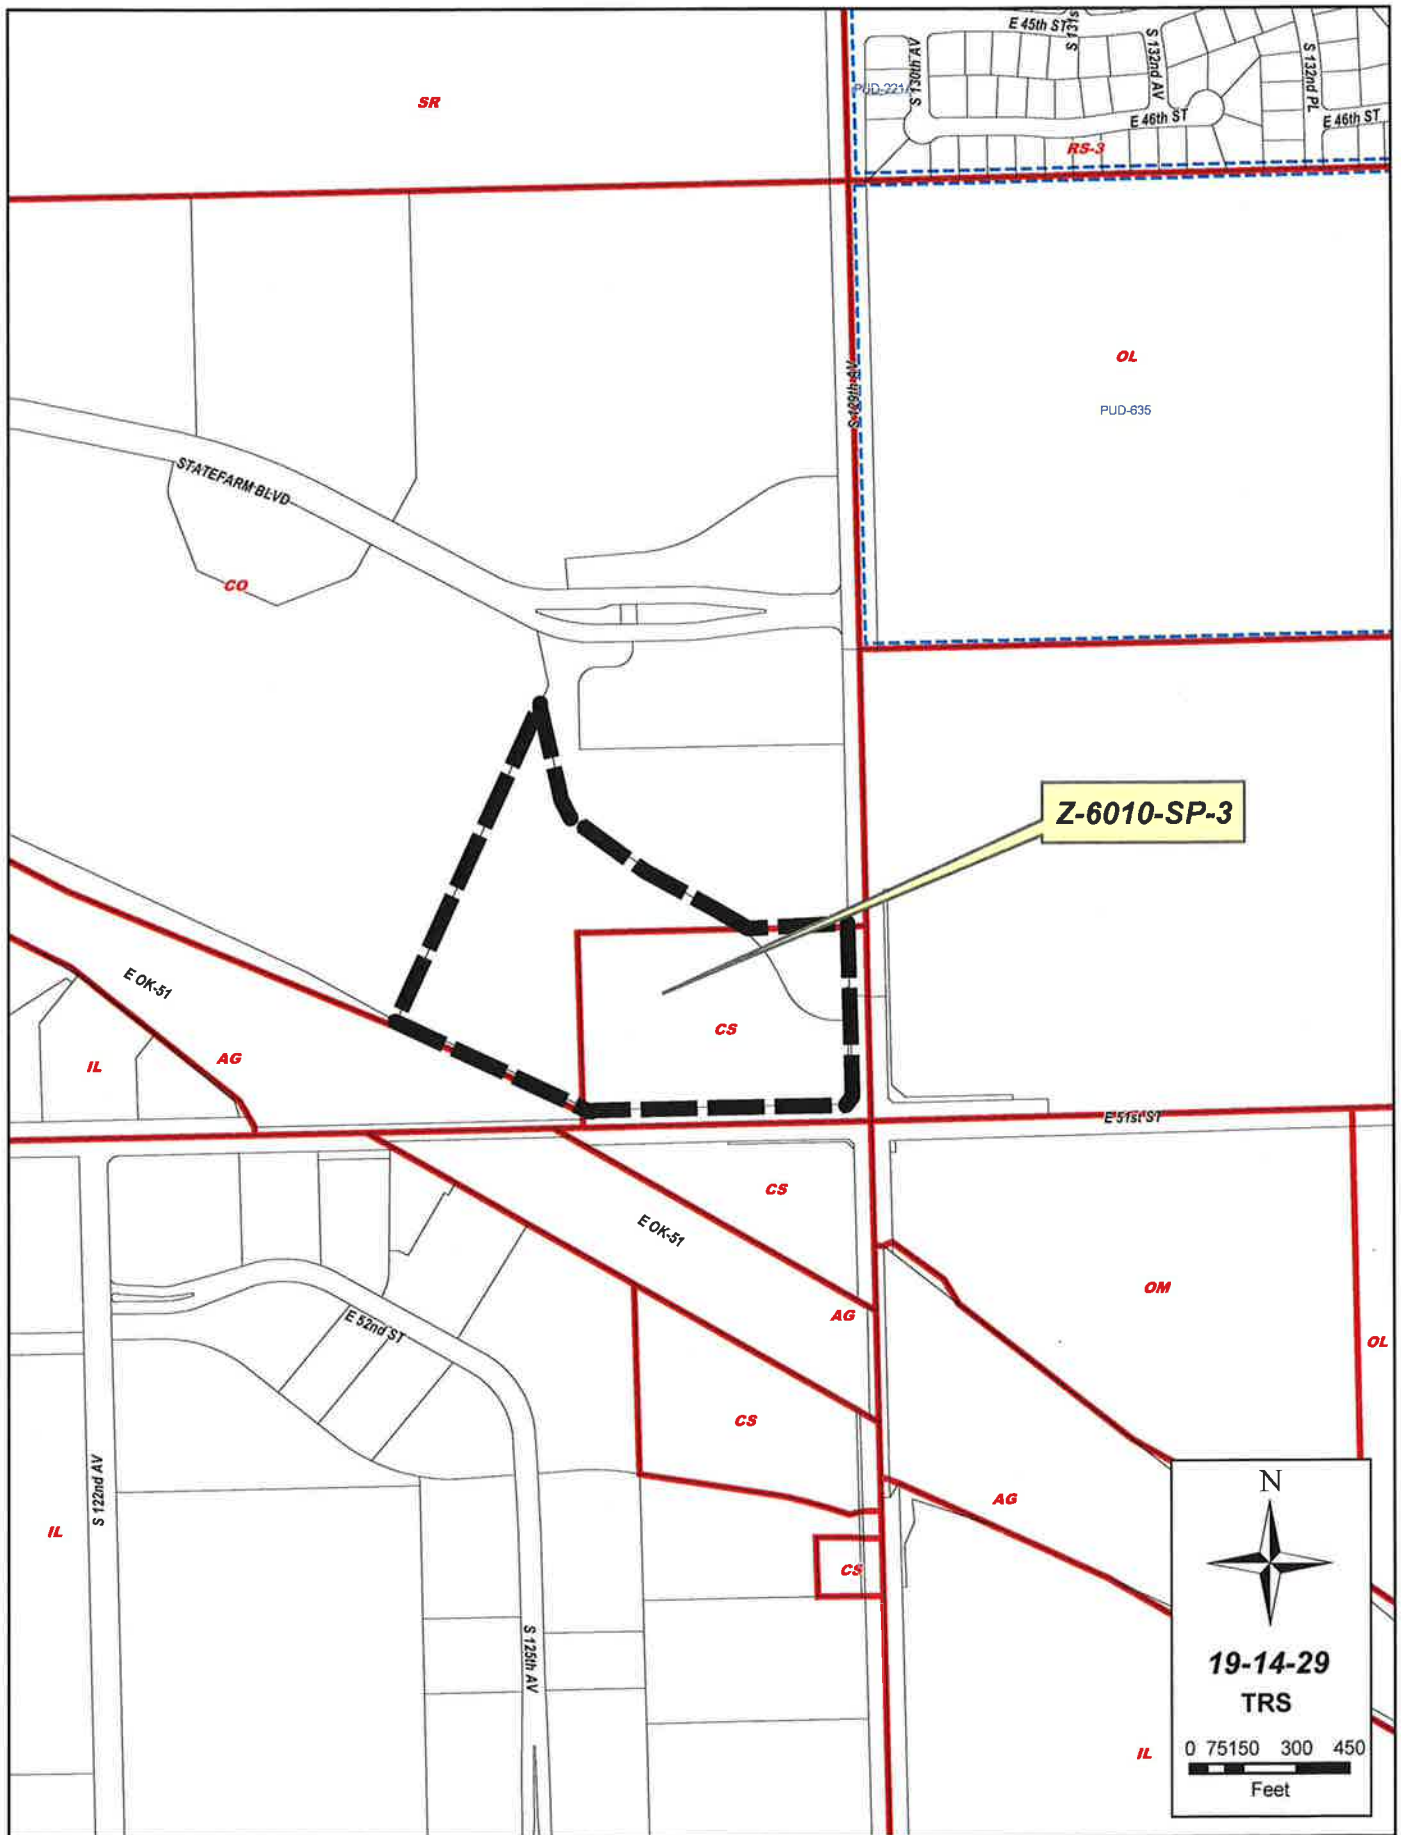 E 45th ST
S 131st
S 130th AV
S 132nd AV
S 132nd PL
SR
PUD-221A
E 46th ST
E 46th ST
RS-3
OL
S 129th AV
PUD-635
STATEFARM BLVD
CO
Z-6010-SP-3
E OK-51
CS
AG
IL
E 51st ST
CS
E OK-51
OM
AG
E 52nd ST
OL
CS
S 122nd AV
N
AG
IL
CS
S 125th AV
19-14-29
TRS
IL
0 75150 300 450
Feet